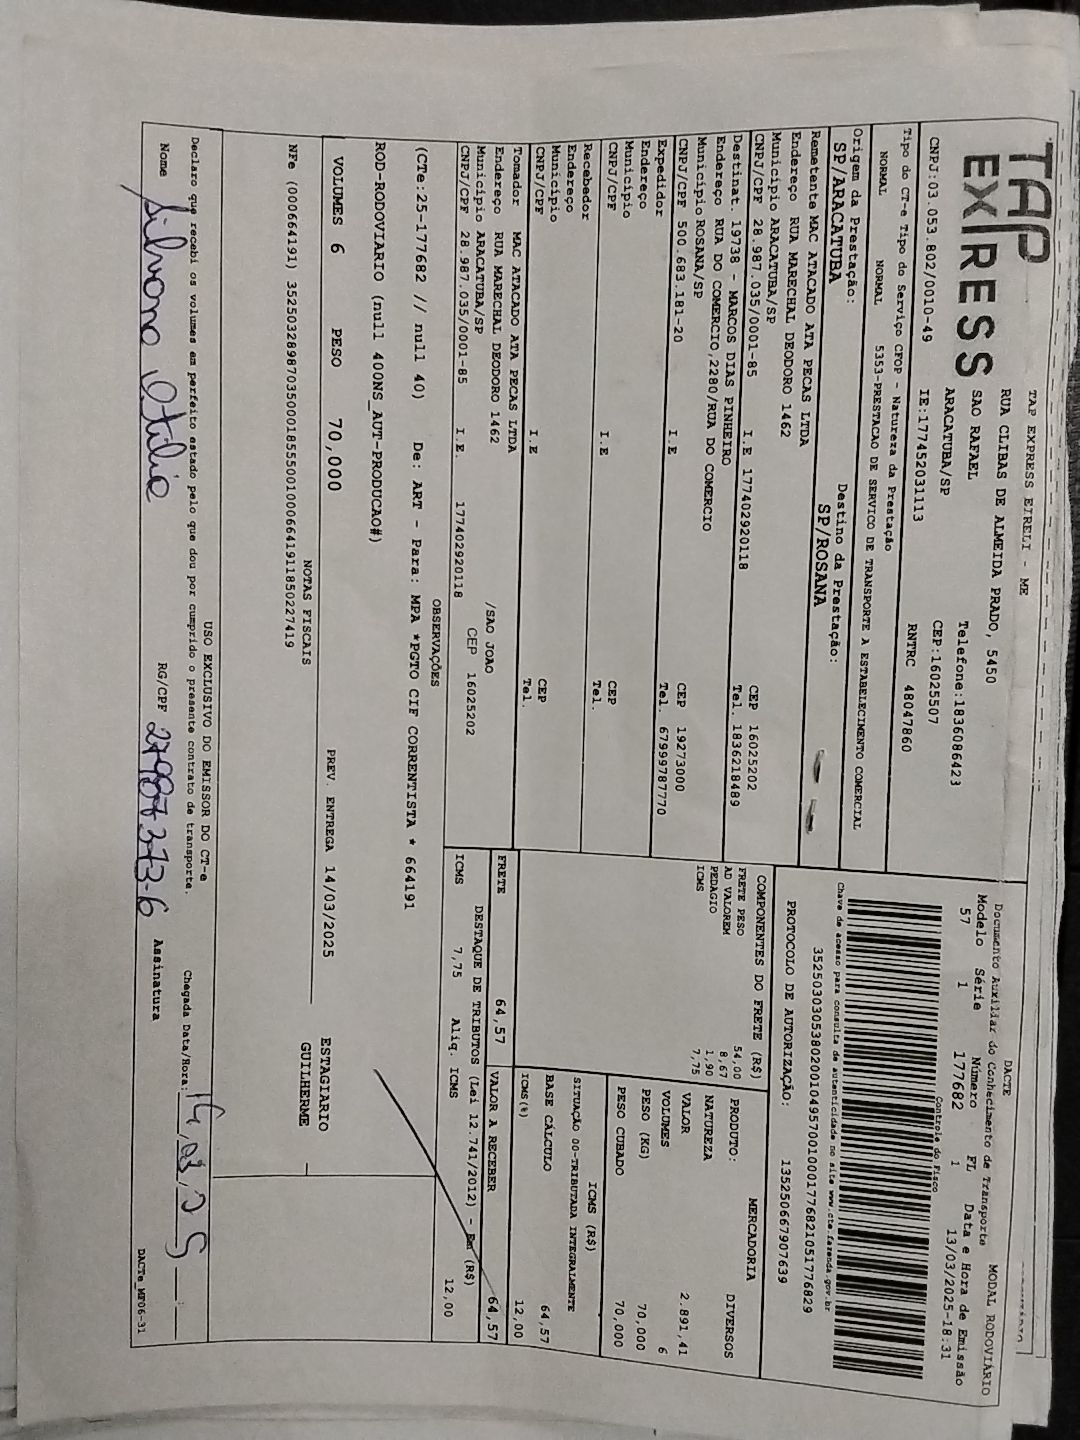 TAP EXPRESS
TAP EXPRESS EIRELI - ME
RUA CLIBAS DE ALMEIDA PRADO, 5450
SAO RAFAEL Telefone:1836086423
ARACATUBA/SP CEP:16025507
CNPJ:03.053.802/0010-49 IE:177452031113 RNTRC 48047860
DACTE MODAL RODOVIÁRIO
Documento Auxiliar do Conhecimento de Transporte
Modelo Série Número FL Data e Hora de Emissão
57 1 177682 1 13/03/2025-18:31
Controle do Fisco
Tipo do CT-e Tipo do Serviço CFOP - Natureza da Prestação
NORMAL NORMAL 5353-PRESTACAO DE SERVICO DE TRANSPORTE A ESTABELECIMENTO COMERCIAL
Chave de acesso para consulta de autenticidade no site www.cte.fazenda.gov.br
35250303053802001049570010001776821051776829
Origem da Prestação: Destino da Prestação:
SP/ARACATUBA SP/ROSANA
PROTOCOLO DE AUTORIZAÇÃO: 135250667907639
Remetente MAC ATACADO ATA PECAS LTDA
Endereço RUA MARECHAL DEODORO 1462
Município ARACATUBA/SP CEP 16025202
CNPJ/CPF 28.987.035/0001-85 I.E 177402920118 Tel. 1836218489
Destinat. 19738 - MARCOS DIAS PINHEIRO
Endereço RUA DO COMERCIO,2280/RUA DO COMERCIO
Município ROSANA/SP CEP 19273000
CNPJ/CPF 500.683.181-20 I.E Tel. 67999787770
Expedidor
Endereço
Município CEP
CNPJ/CPF I.E Tel.
Recebedor
Endereço
Município CEP
CNPJ/CPF I.E Tel.
Tomador MAC ATACADO ATA PECAS LTDA
Endereço RUA MARECHAL DEODORO 1462 /SAO JOAO
Município ARACATUBA/SP CEP 16025202
CNPJ/CPF 28.987.035/0001-85 I.E. 177402920118
COMPONENTES DO FRETE (R$)
FRETE PESO 54,00
AD VALOREM 8,67
PEDAGIO 1,90
ICMS 7,75
MERCADORIA
PRODUTO: DIVERSOS
NATUREZA
VALOR 2.891,41
VOLUMES 6
PESO (KG) 70,000
PESO CUBADO 70,000
ICMS (R$)
SITUAÇÃO 00-TRIBUTADA INTEGRALMENTE
BASE CÁLCULO 64,57
ICMS(%) 12,00
FRETE 64,57 VALOR A RECEBER 64,57
DESTAQUE DE TRIBUTOS (Lei 12.741/2012) - Em (R$)
ICMS 7,75 Aliq. ICMS 12,00
OBSERVAÇÕES
(CTe:25-177682 // null 40) De: ART - Para: MPA *PGTO CIF CORRENTISTA * 664191
ROD-RODOVIARIO (null 400NS_AUT-PRODUCAO#)
VOLUMES 6 PESO 70,000 PREV. ENTREGA 14/03/2025
ESTAGIARIO
GUILHERME
NOTAS FISCAIS
NFe (000664191) 35250328987035000185550010006641911850227419
USO EXCLUSIVO DO EMISSOR DO CT-e
Declaro que recebi os volumes em perfeito estado pelo que dou por cumprido o presente contrato de transporte. Chegada Data/Hora: 14,03,25 :
Nome RG/CPF 27987373-6 Assinatura
DACTe_MF06-31